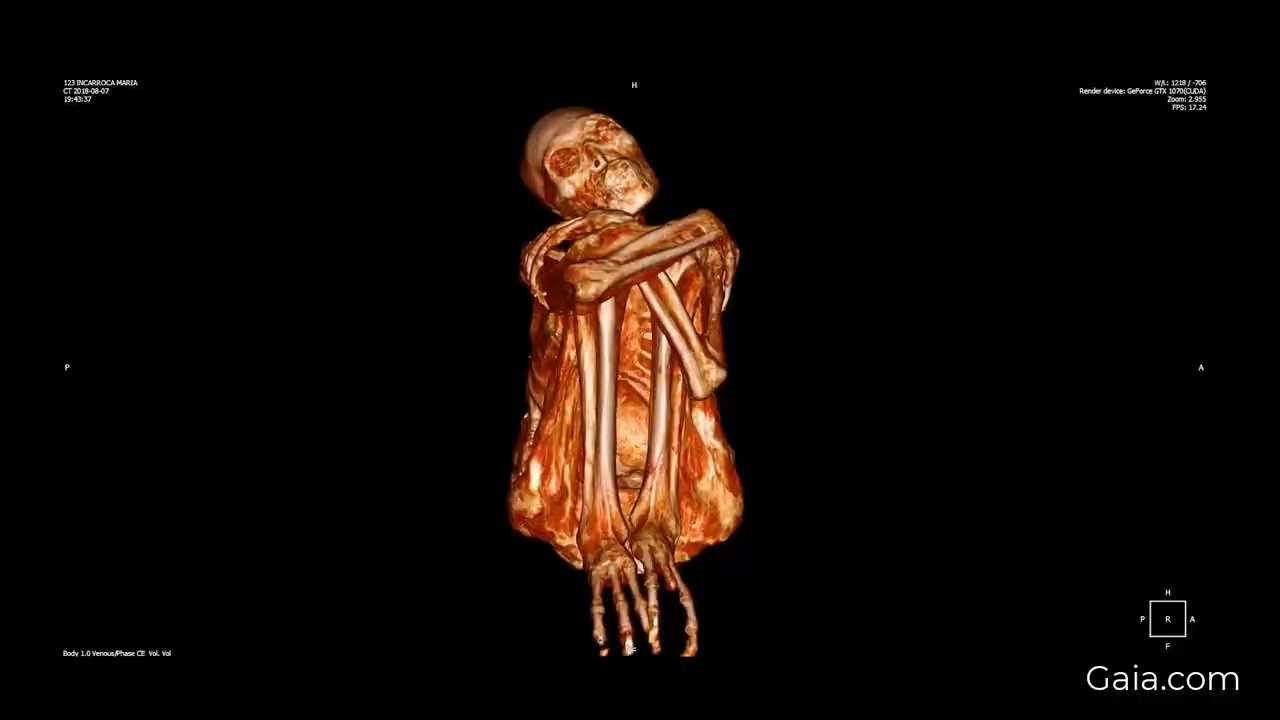 123 INCARROCA MARIA
CT 2018-08-07
19:43:37
H
W/L: 1218 / -706
Render device: GeForce GTX 1070(CUDA)
Zoom: 2.955
FPS: 17.24
P
A
H
P R A
F
F
Body 1.0 Venous/Phase CE Vol. Vol
Gaia.com